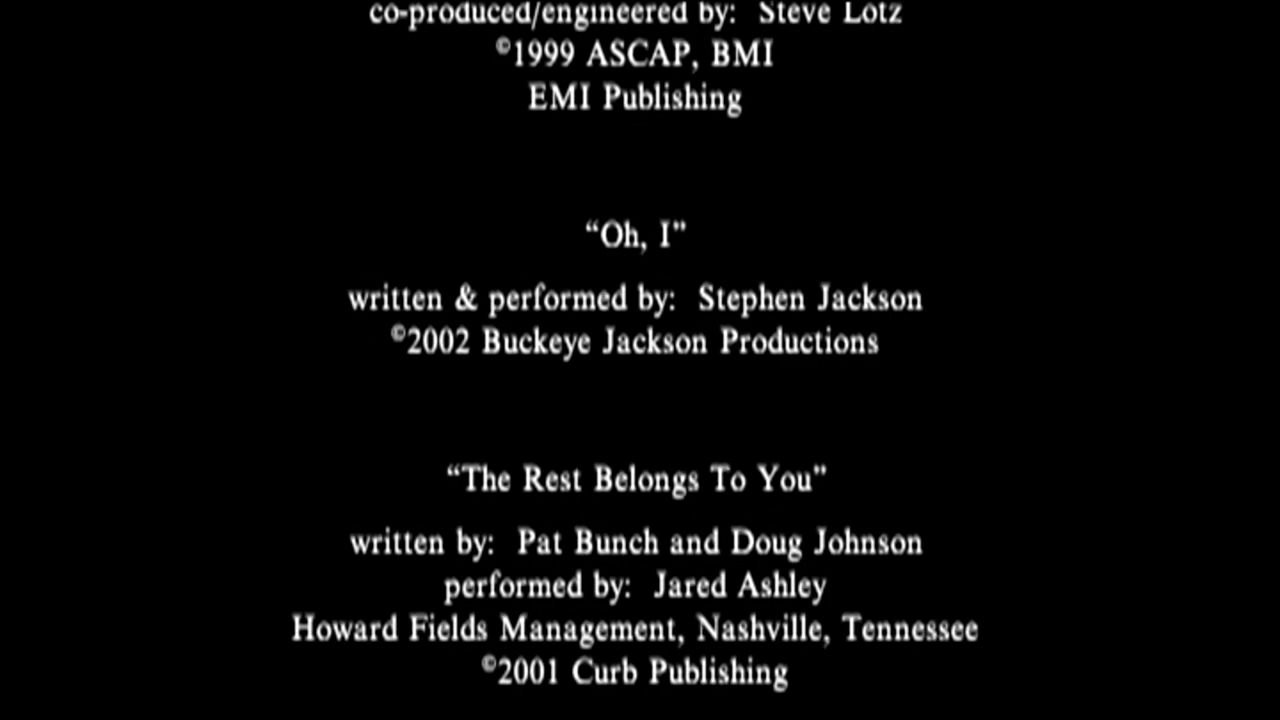 co-produced/engineered by: Steve Lotz
©1999 ASCAP, BMI
EMI Publishing
“Oh, I”
written & performed by: Stephen Jackson
©2002 Buckeye Jackson Productions
“The Rest Belongs To You”
written by: Pat Bunch and Doug Johnson
performed by: Jared Ashley
Howard Fields Management, Nashville, Tennessee
©2001 Curb Publishing